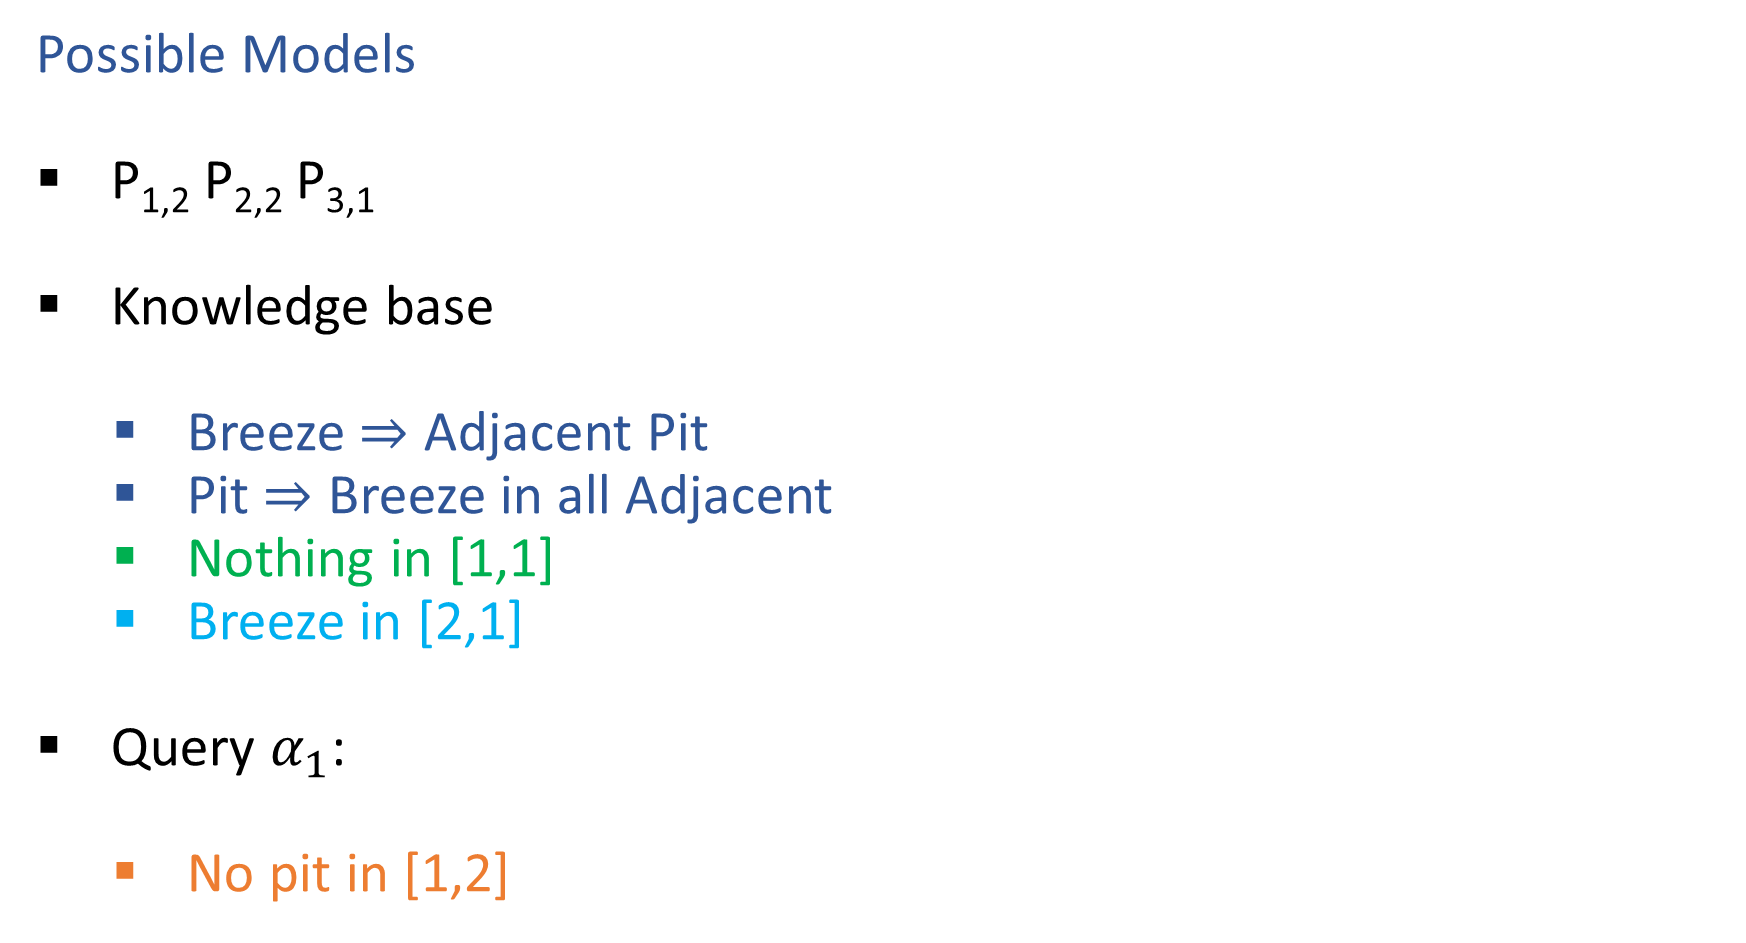 Possible Models
▪ P₁,₂ P₂,₂ P₃,₁
▪ Knowledge base
▪ Breeze ⇒ Adjacent Pit
▪ Pit ⇒ Breeze in all Adjacent
▪ Nothing in [1,1]
▪ Breeze in [2,1]
▪ Query 𝛼₁:
▪ No pit in [1,2]